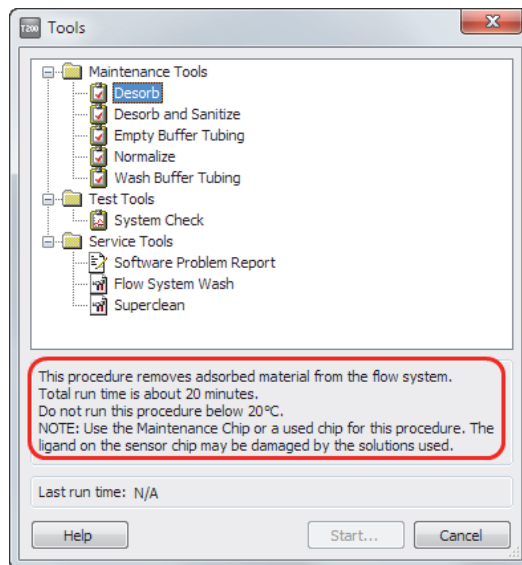 T200 Tools
Maintenance Tools
Desorb
Desorb and Sanitize
Empty Buffer Tubing
Normalize
Wash Buffer Tubing
Test Tools
System Check
Service Tools
Software Problem Report
Flow System Wash
Superclean
This procedure removes adsorbed material from the flow system.
Total run time is about 20 minutes.
Do not run this procedure below 20°C.
NOTE: Use the Maintenance Chip or a used chip for this procedure. The
ligand on the sensor chip may be damaged by the solutions used.
Last run time: N/A
Help Start... Cancel